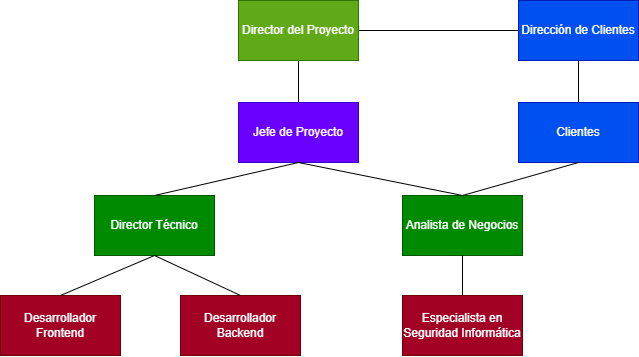 Director del Proyecto
Dirección de Clientes
Jefe de Proyecto
Clientes
Director Técnico
Analista de Negocios
Desarrollador
Frontend
Desarrollador
Backend
Especialista en
Seguridad Informática